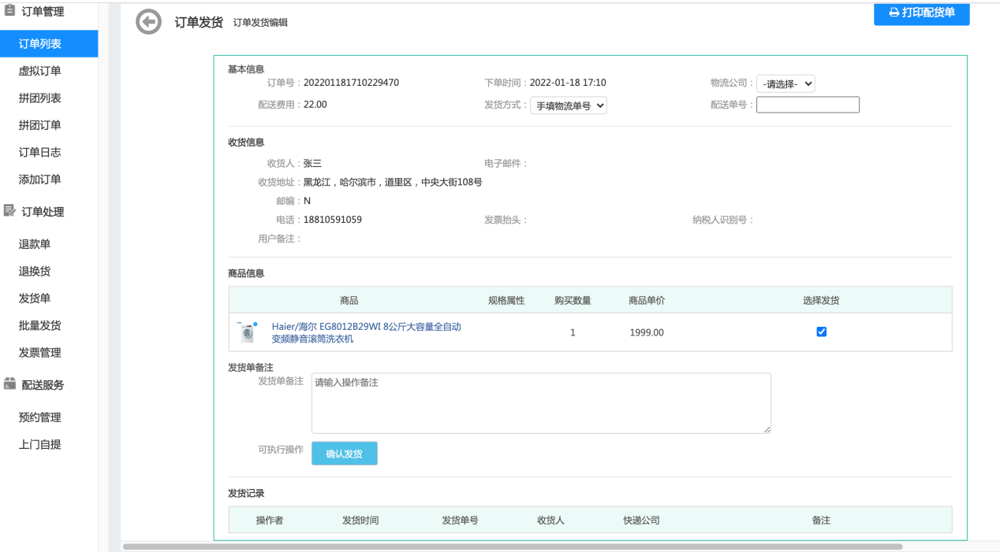 订单管理
订单列表
虚拟订单
拼团列表
拼团订单
订单日志
添加订单
订单处理
退款单
退换货
发货单
批量发货
发票管理
配送服务
预约管理
上门自提
订单发货 订单发货编辑
打印配货单
基本信息
订单号：202201181710229470 下单时间：2022-01-18 17:10 物流公司：-请选择-
配送费用：22.00 发货方式：手填物流单号 配送单号：
收货信息
收货人：张三 电子邮件：
收货地址：黑龙江，哈尔滨市，道里区，中央大街108号
邮编：N
电话：18810591059 发票抬头： 纳税人识别号：
用户备注：
商品信息
商品 规格属性 购买数量 商品单价 选择发货
Haier/海尔 EG8012B29WI 8公斤大容量全自动
变频静音滚筒洗衣机 1 1999.00
发货单备注
发货单备注 请输入操作备注
可执行操作 确认发货
发货记录
操作者 发货时间 发货单号 收货人 快递公司 备注